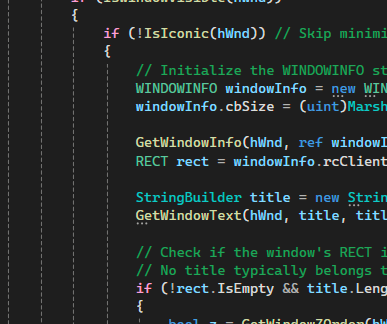 if (IsWindowVisible(hWnd))
{
if (!IsIconic(hWnd)) // Skip minimi
{
// Initialize the WINDOWINFO st
WINDOWINFO windowInfo = new WIN
windowInfo.cbSize = (uint)Marsh
GetWindowInfo(hWnd, ref windowI
RECT rect = windowInfo.rcClient
StringBuilder title = new Strin
GetWindowText(hWnd, title, titl
// Check if the window's RECT i
// No title typically belongs t
if (!rect.IsEmpty && title.Leng
{
bool z = GetWindowZOrder(hW